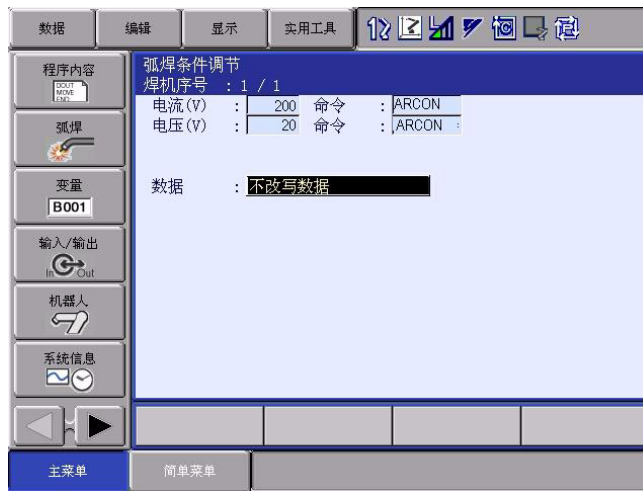 数据 编辑 显示 实用工具
程序内容
DOUT
MOVE
END
弧焊
变量
B001
输入/输出
In Out
机器人
系统信息
弧焊条件调节
焊机序号 : 1 / 1
电流(V) : 200 命令 : ARCON
电压(V) : 20 命令 : ARCON :
数据 : 不改写数据
主菜单 简单菜单